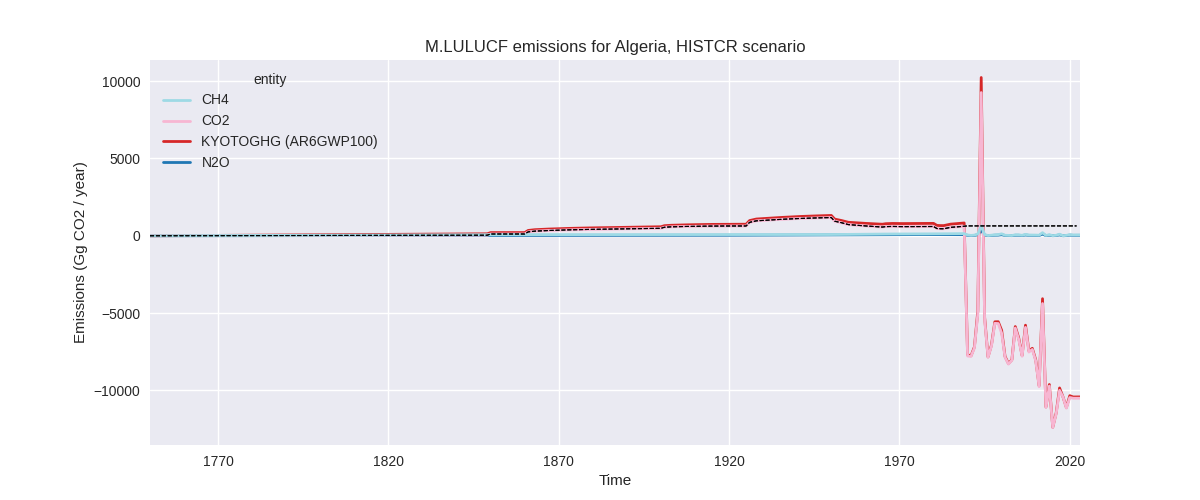 M.LULUCF emissions for Algeria, HISTCR scenario
Emissions (Gg CO2 / year)
10000
5000
0
−5000
−10000
entity
CH4
CO2
KYOTOGHG (AR6GWP100)
N2O
1770
1820
1870
1920
1970
2020
Time